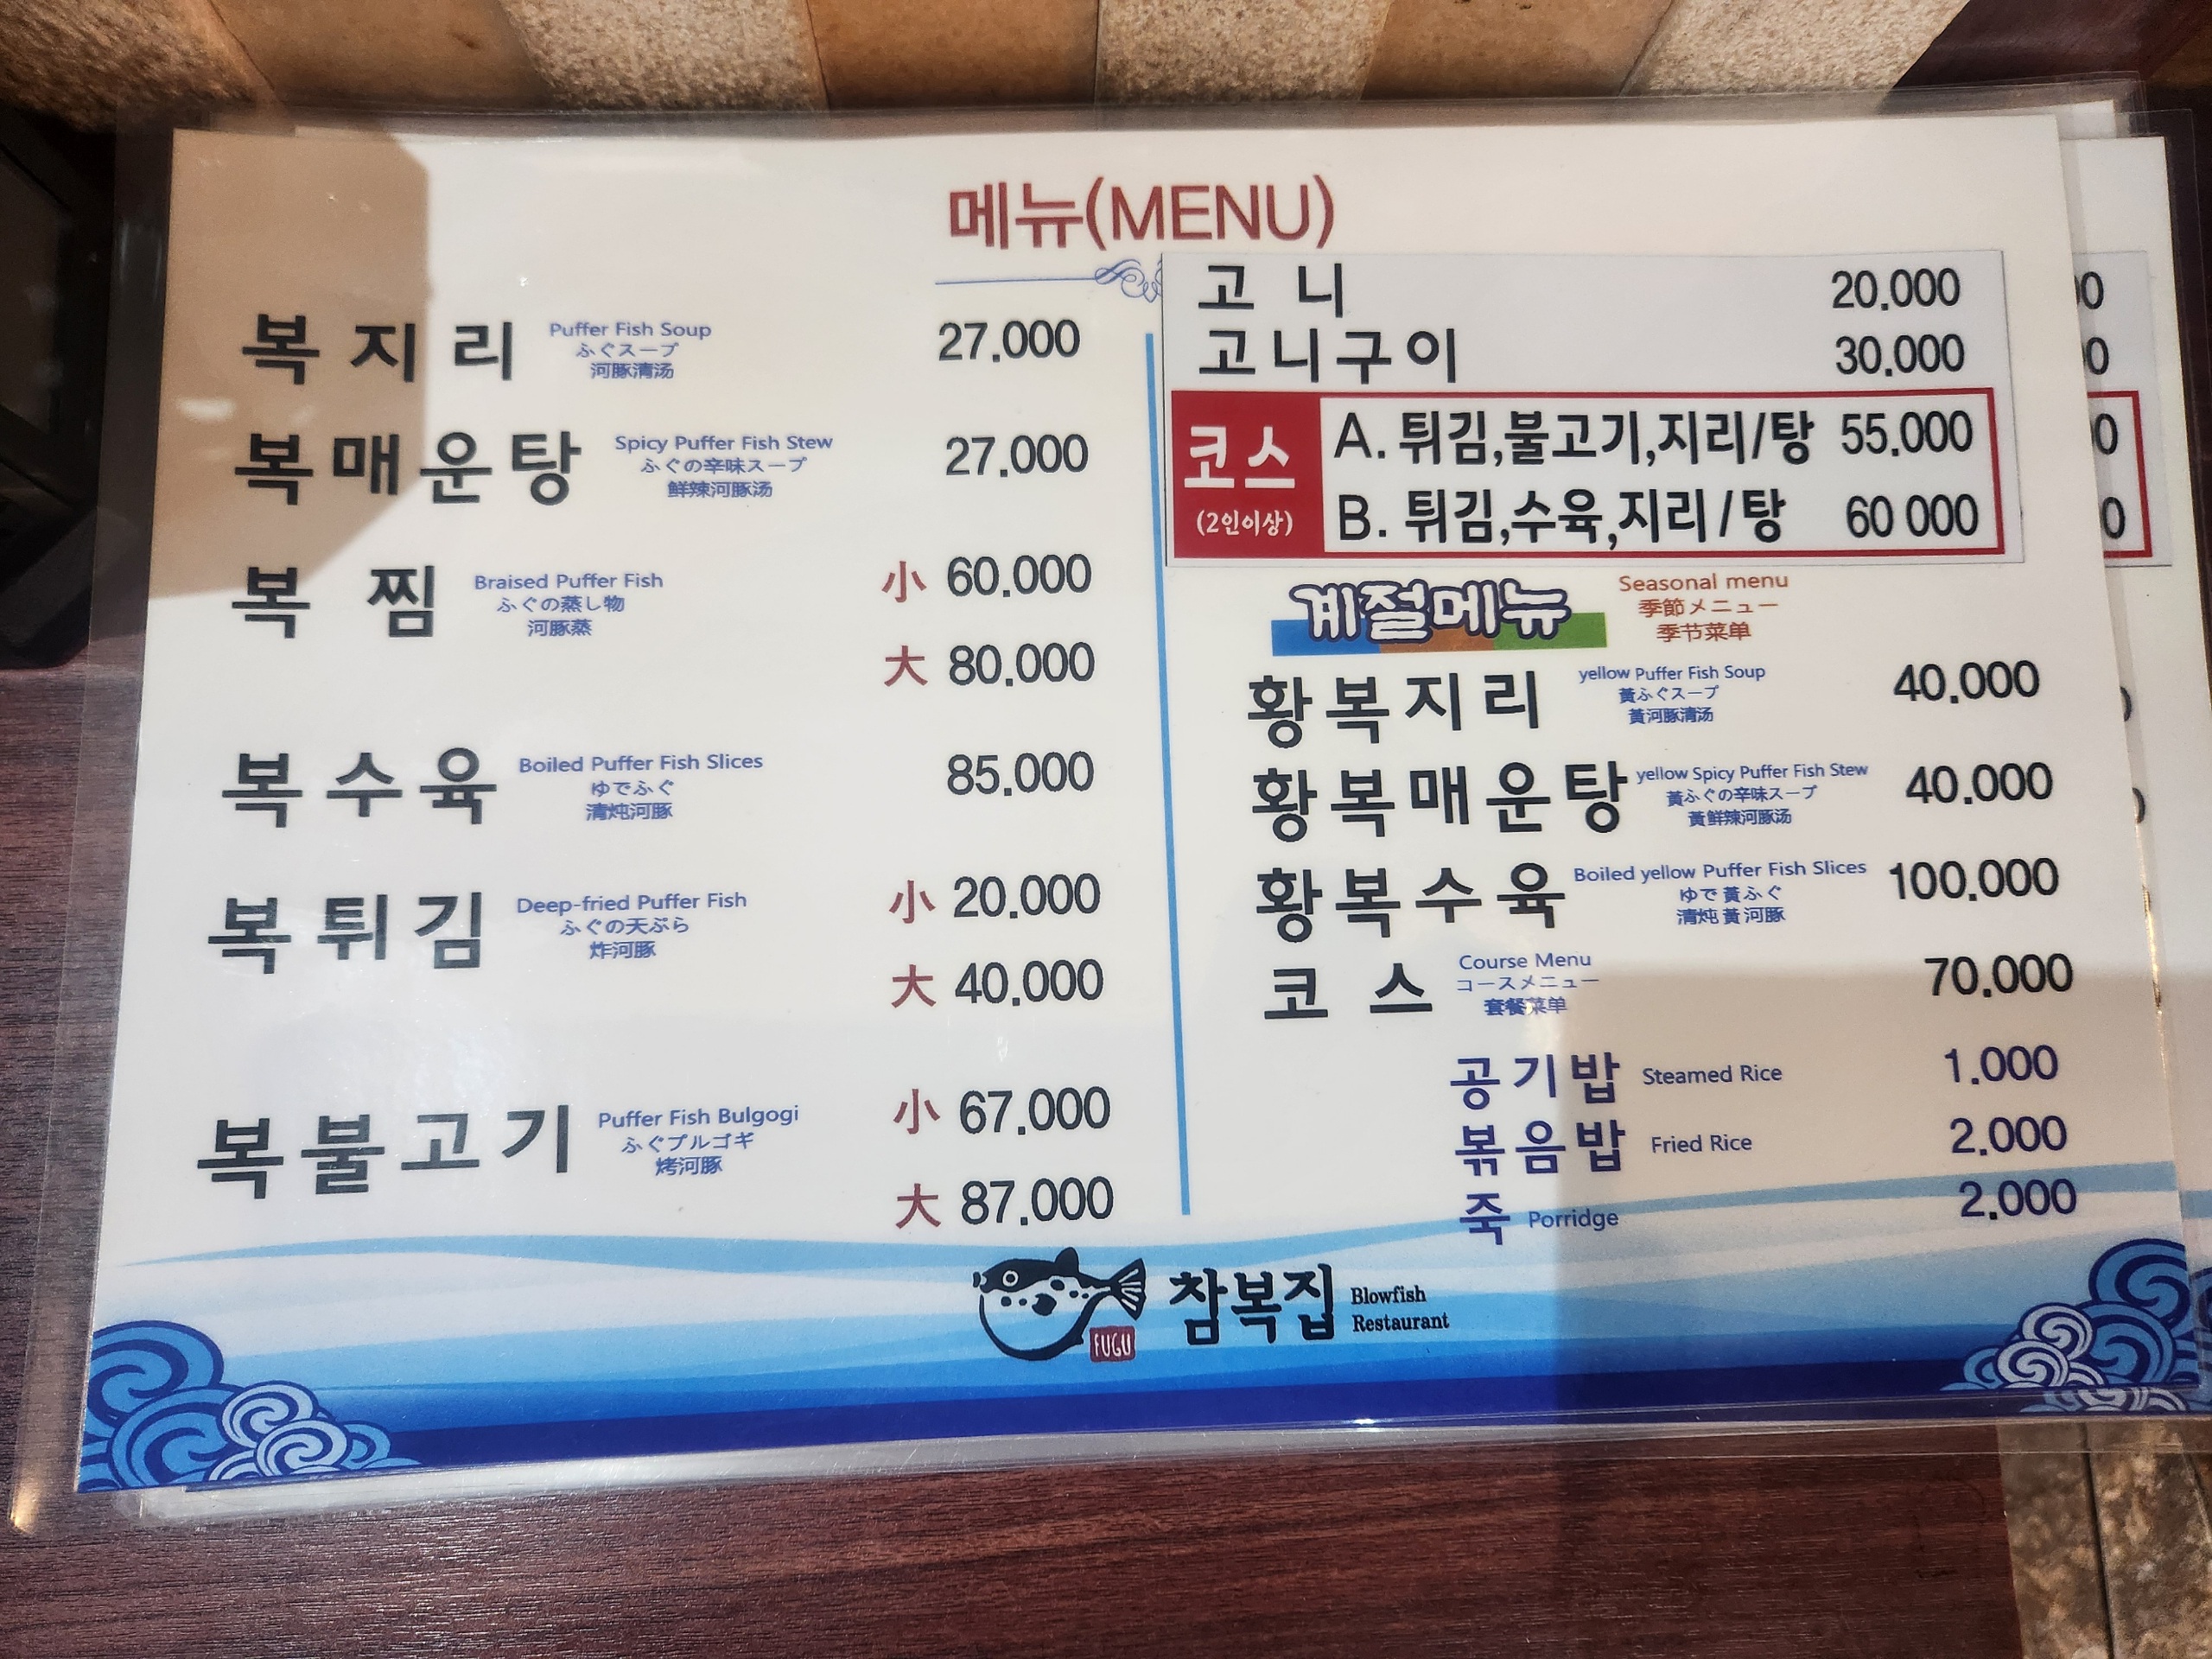 메뉴(MENU)
복지리 Puffer Fish Soup 27.000
ふぐスープ
河豚清汤
복매운탕 Spicy Puffer Fish Stew 27.000
ふぐの辛味スープ
鲜辣河豚汤
복찜 Braised Puffer Fish 小 60.000
ふぐの蒸し物
河豚蒸
大 80.000
복수육 Boiled Puffer Fish Slices 85.000
ゆでふぐ
清炖河豚
복튀김 Deep-fried Puffer Fish 小 20.000
ふぐの天ぷら
炸河豚
大 40.000
복불고기 Puffer Fish Bulgogi 小 67.000
ふぐプルゴギ
烤河豚
大 87.000
고니 20.000
고니구이 30.000
코스
(2인이상)
A. 튀김,불고기,지리/탕 55.000
B. 튀김,수육,지리/탕 60 000
계절메뉴 Seasonal menu
季節メニュー
季节菜单
황복지리 yellow Puffer Fish Soup 40.000
黃ふぐスープ
黃河豚清汤
황복매운탕 yellow Spicy Puffer Fish Stew 40.000
黃ふぐの辛味スープ
黃鲜辣河豚汤
황복수육 Boiled yellow Puffer Fish Slices 100.000
ゆで黃ふぐ
清炖黃河豚
코스 Course Menu 70.000
コースメニュー
套餐菜单
공기밥 Steamed Rice 1.000
볶음밥 Fried Rice 2.000
죽 Porridge 2.000
FUGU
참복집 Blowfish
Restaurant